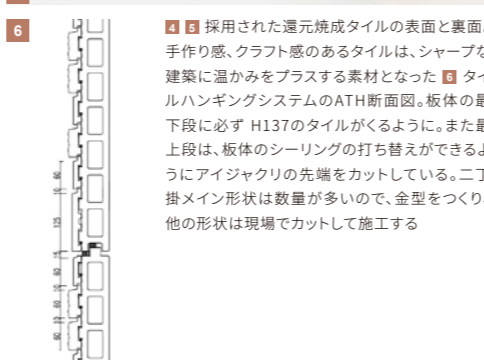 6
4 5 採用された還元焼成タイルの表面と裏面。
手作り感、クラフト感のあるタイルは、シャープな
建築に温かみをプラスする素材となった 6 タイ
ルハンギングシステムのATH断面図。板体の最
下段に必ず H137のタイルがくるように。また最
上段は、板体のシーリングの打ち替えができるよ
うにアイジャクリの先端をカットしている。二丁
掛メイン形状は数量が多いので、金型をつくり、
他の形状は現場でカットして施工する
60
10
125
15
60
10
60
10
60